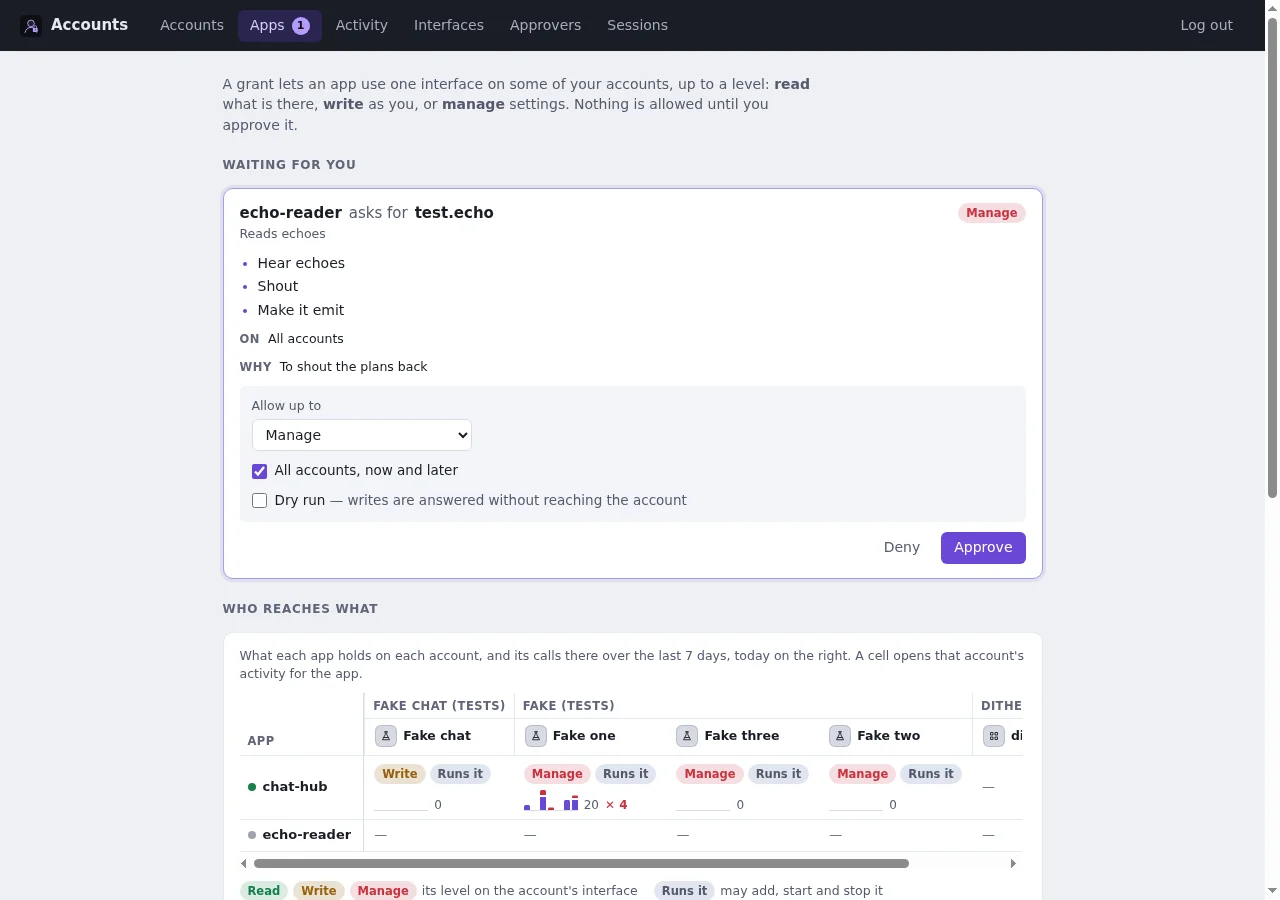 Accounts
Accounts
Apps 1
Activity
Interfaces
Approvers
Sessions
Log out
A grant lets an app use one interface on some of your accounts, up to a level: read
what is there, write as you, or manage settings. Nothing is allowed until you
approve it.
WAITING FOR YOU
echo-reader asks for test.echo
Manage
Reads echoes
• Hear echoes
• Shout
• Make it emit
ON All accounts
WHY To shout the plans back
Allow up to
Manage
All accounts, now and later
Dry run — writes are answered without reaching the account
Deny
Approve
WHO REACHES WHAT
What each app holds on each account, and its calls there over the last 7 days, today on the right. A cell opens that account's
activity for the app.
FAKE CHAT (TESTS) FAKE (TESTS) DITHE
APP Fake chat Fake one Fake three Fake two di
chat-hub Write Runs it Manage Runs it Manage Runs it Manage Runs it —
0 20 × 4 0 0
echo-reader — — — — —
Read Write Manage its level on the account's interface Runs it may add, start and stop it